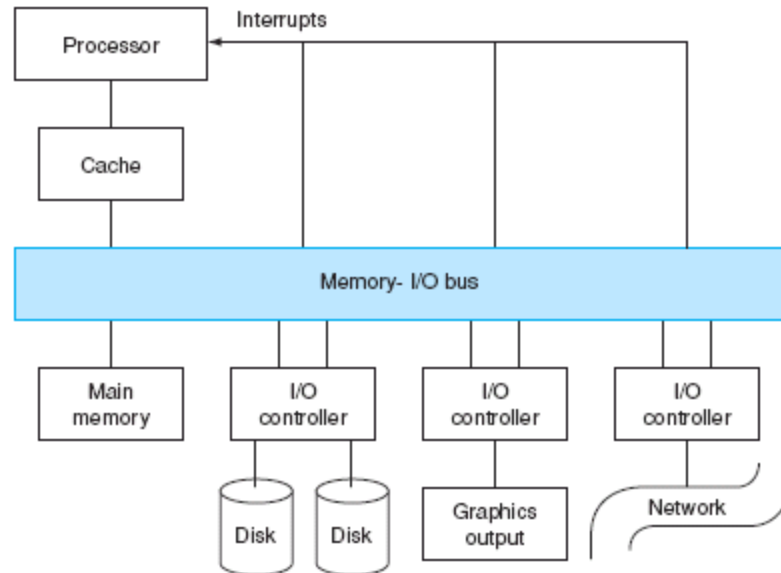 Interrupts
Processor
Cache
Memory- I/O bus
Main
memory
I/O
controller
I/O
controller
I/O
controller
Disk
Disk
Graphics
output
Network